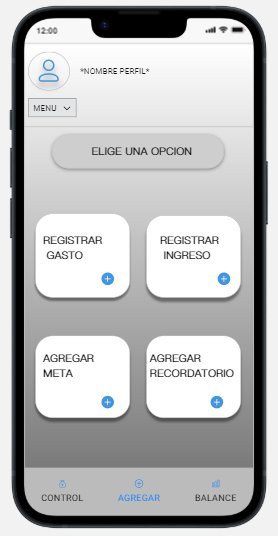 12:00
*NOMBRE PERFIL*
MENU
ELIGE UNA OPCION
REGISTRAR
GASTO
REGISTRAR
INGRESO
AGREGAR
META
AGREGAR
RECORDATORIO
CONTROL
AGREGAR
BALANCE